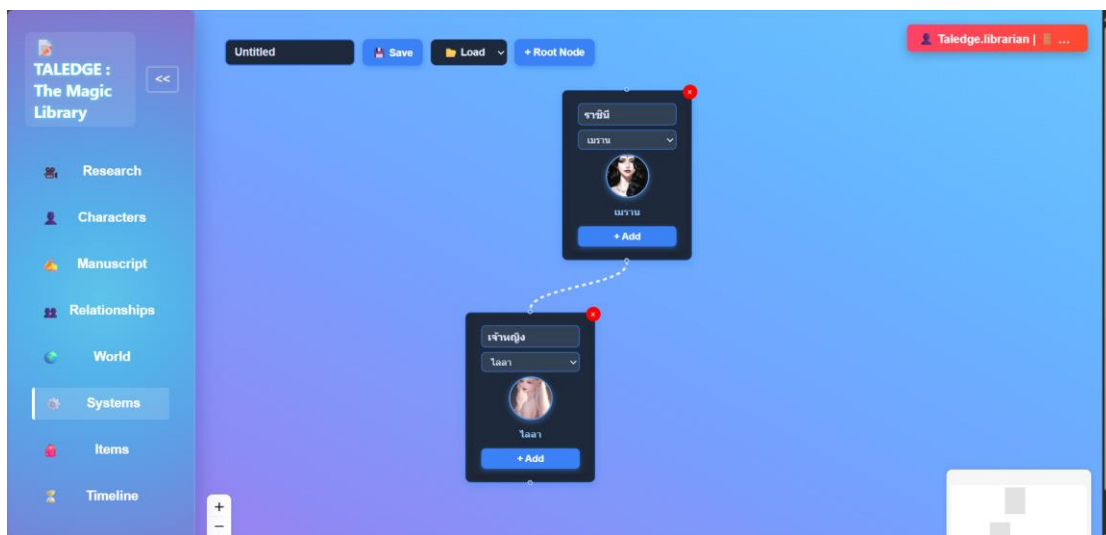 TALEDGE :
The Magic
Library
<<
Research
Characters
Manuscript
Relationships
World
Systems
Items
Timeline
Untitled
Save
Load
+ Root Node
Taledge.librarian | ...
×
ราชินี
เมราน
เมราน
+ Add
×
เจ้าหญิง
ไลลา
ไลลา
+ Add
+
−